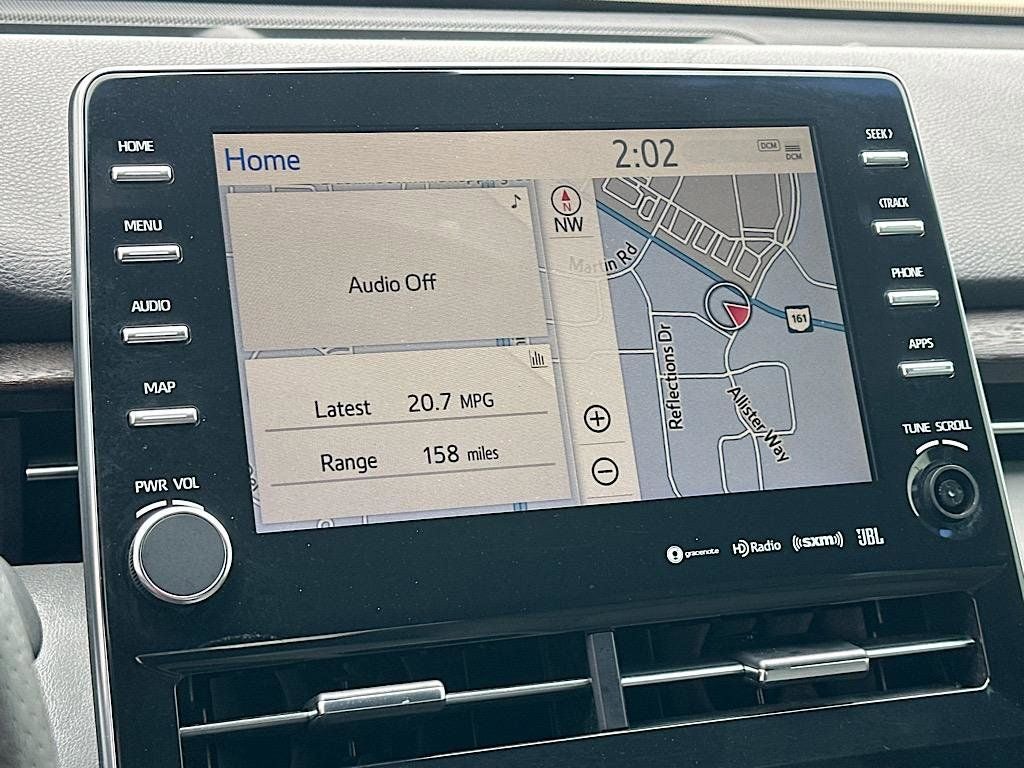 HOME
MENU
AUDIO
MAP
PWR VOL
Home
2:02
DCM
DCM
Audio Off
Latest 20.7 MPG
Range 158 miles
N
NW
Martin Rd
161
Reflections Dr
Allister Way
SEEK>
<TRACK
PHONE
APPS
TUNE SCROLL
gracenote
HD Radio
((SXM))
JBL